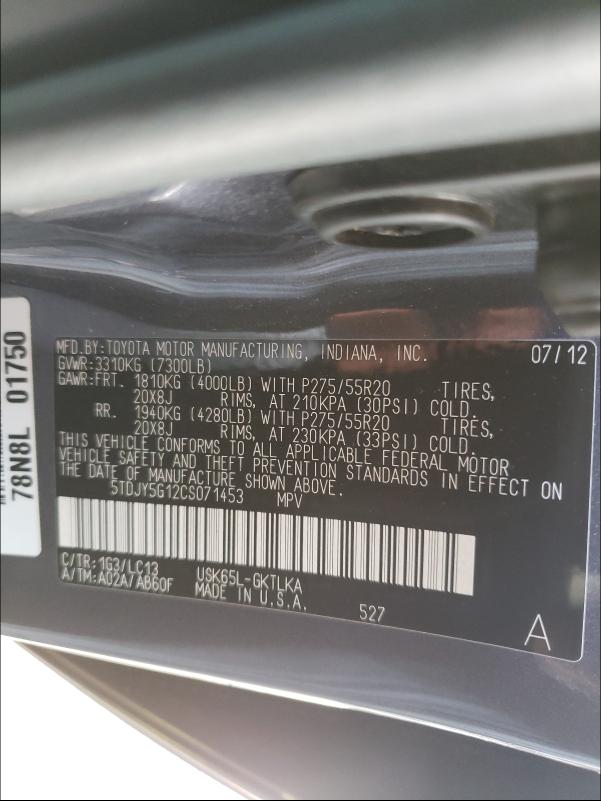 78N8L 01750
MFD.BY:TOYOTA MOTOR MANUFACTURING, INDIANA, INC. 07/12
GVWR:3310KG (7300LB)
GAWR:FRT. 1810KG (4000LB) WITH P275/55R20 TIRES,
20X8J RIMS, AT 210KPA (30PSI) COLD.
RR. 1940KG (4280LB) WITH P275/55R20 TIRES,
20X8J RIMS, AT 230KPA (33PSI) COLD.
THIS VEHICLE CONFORMS TO ALL APPLICABLE FEDERAL MOTOR
VEHICLE SAFETY AND THEFT PREVENTION STANDARDS IN EFFECT ON
THE DATE OF MANUFACTURE SHOWN ABOVE.
5TDJY5G12CS071453 MPV
C/TR:1G3/LC13 USK65L-GKTLKA
A/TM:A02A/AB60F MADE IN U.S.A. 527
A